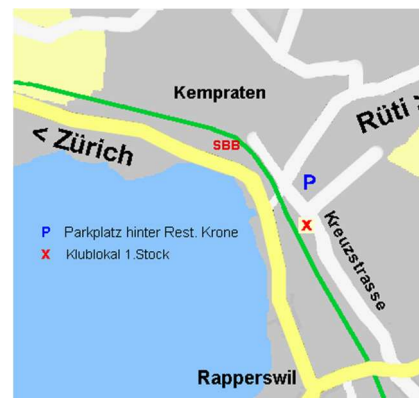 Kempraten
Rüti >
< Zürich
SBB
P
P Parkplatz hinter Rest. Krone
x
x Klublokal 1.Stock
Kreuzstrasse
Rapperswil